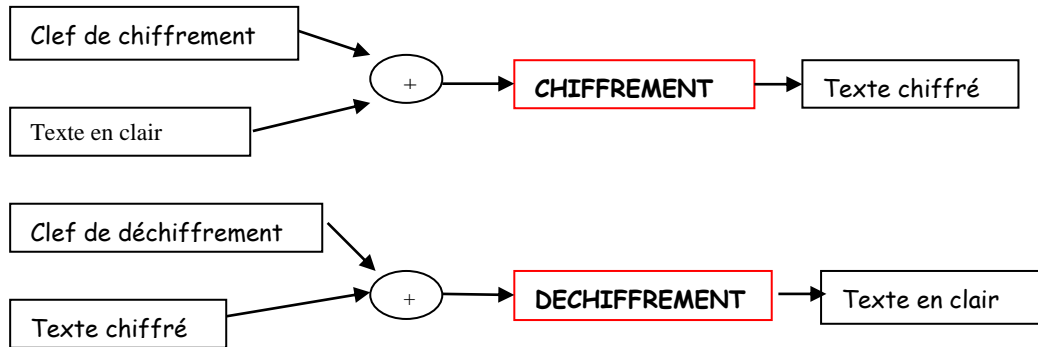 Clef de chiffrement
Texte en clair
+
CHIFFREMENT
Texte chiffré
Clef de déchiffrement
Texte chiffré
+
DECHIFFREMENT
Texte en clair